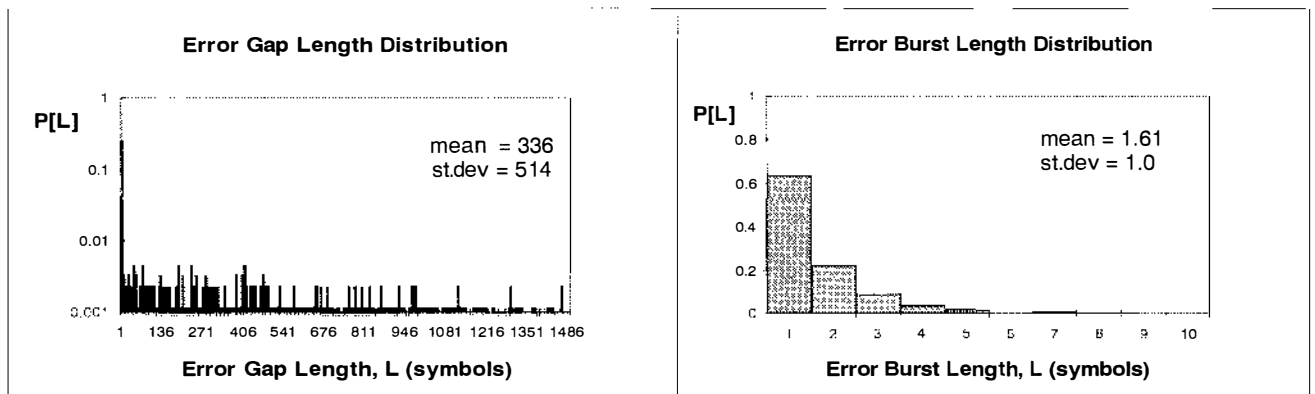 Error Gap Length Distribution
1
P[L]
mean = 336
st.dev = 514
0.1
0.01
1 136 271 406 541 676 811 946 1081 1216 1351 1486
Error Gap Length, L (symbols)
Error Burst Length Distribution
1
P[L]
0.8
mean = 1.61
st.dev = 1.0
0.6
0.4
0.2
0
1 2 3 4 5 7 8 9 10
Error Burst Length, L (symbols)